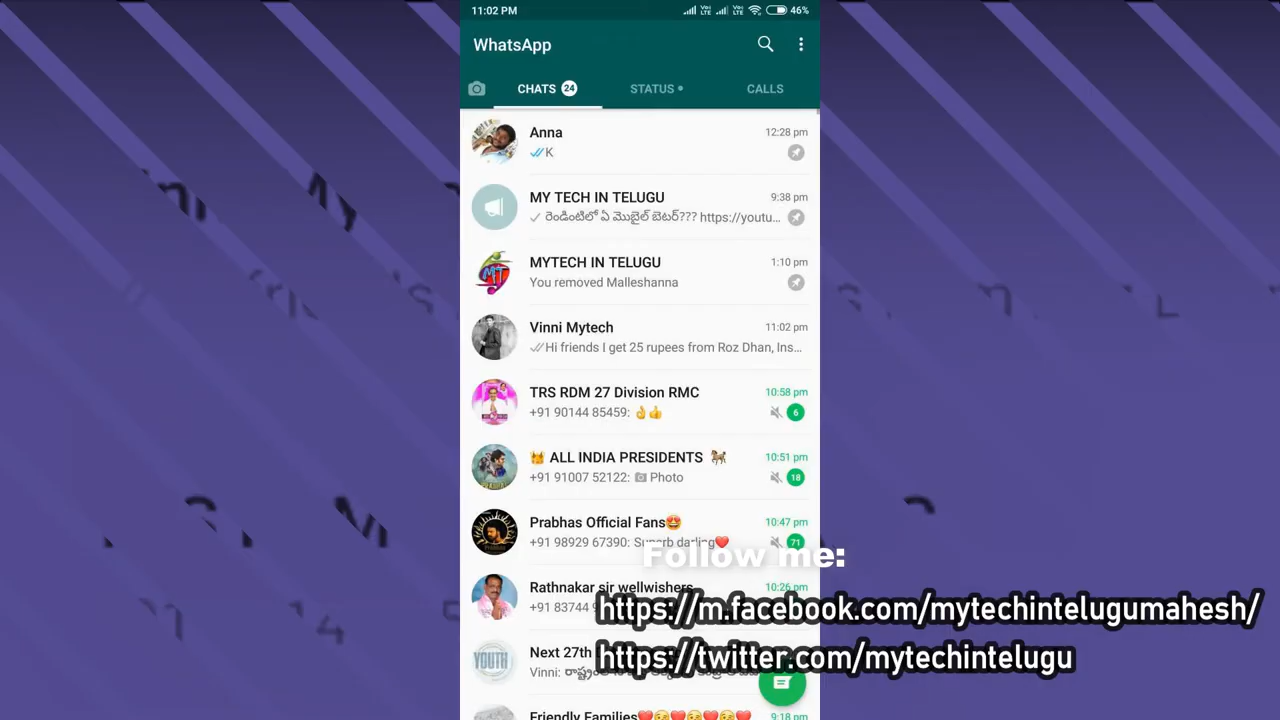 11:02 PM
46%
WhatsApp
CHATS 24
STATUS
CALLS
Anna
12:28 pm
K
MY TECH IN TELUGU
9:38 pm
రెండింటిలో ఏ మొబైల్ బెటర్??? https://youtu...
MYTECH IN TELUGU
1:10 pm
You removed Malleshanna
Vinni Mytech
11:02 pm
Hi friends I get 25 rupees from Roz Dhan, Ins...
TRS RDM 27 Division RMC
10:58 pm
+91 90144 85459: 👌👍
6
👑 ALL INDIA PRESIDENTS 🐎
10:51 pm
+91 91007 52122: 📷 Photo
18
Prabhas Official Fans🤩
10:47 pm
+91 98929 67390: Superb darling❤️
71
Follow me:
Rathnakar sir wellwishers
10:26 pm
+91 83744 9
https://m.facebook.com/mytechintelugumahesh/
Next 27th
https://twitter.com/mytechintelugu
YOUTH
Vinni:
Friendly Families
9:18 pm